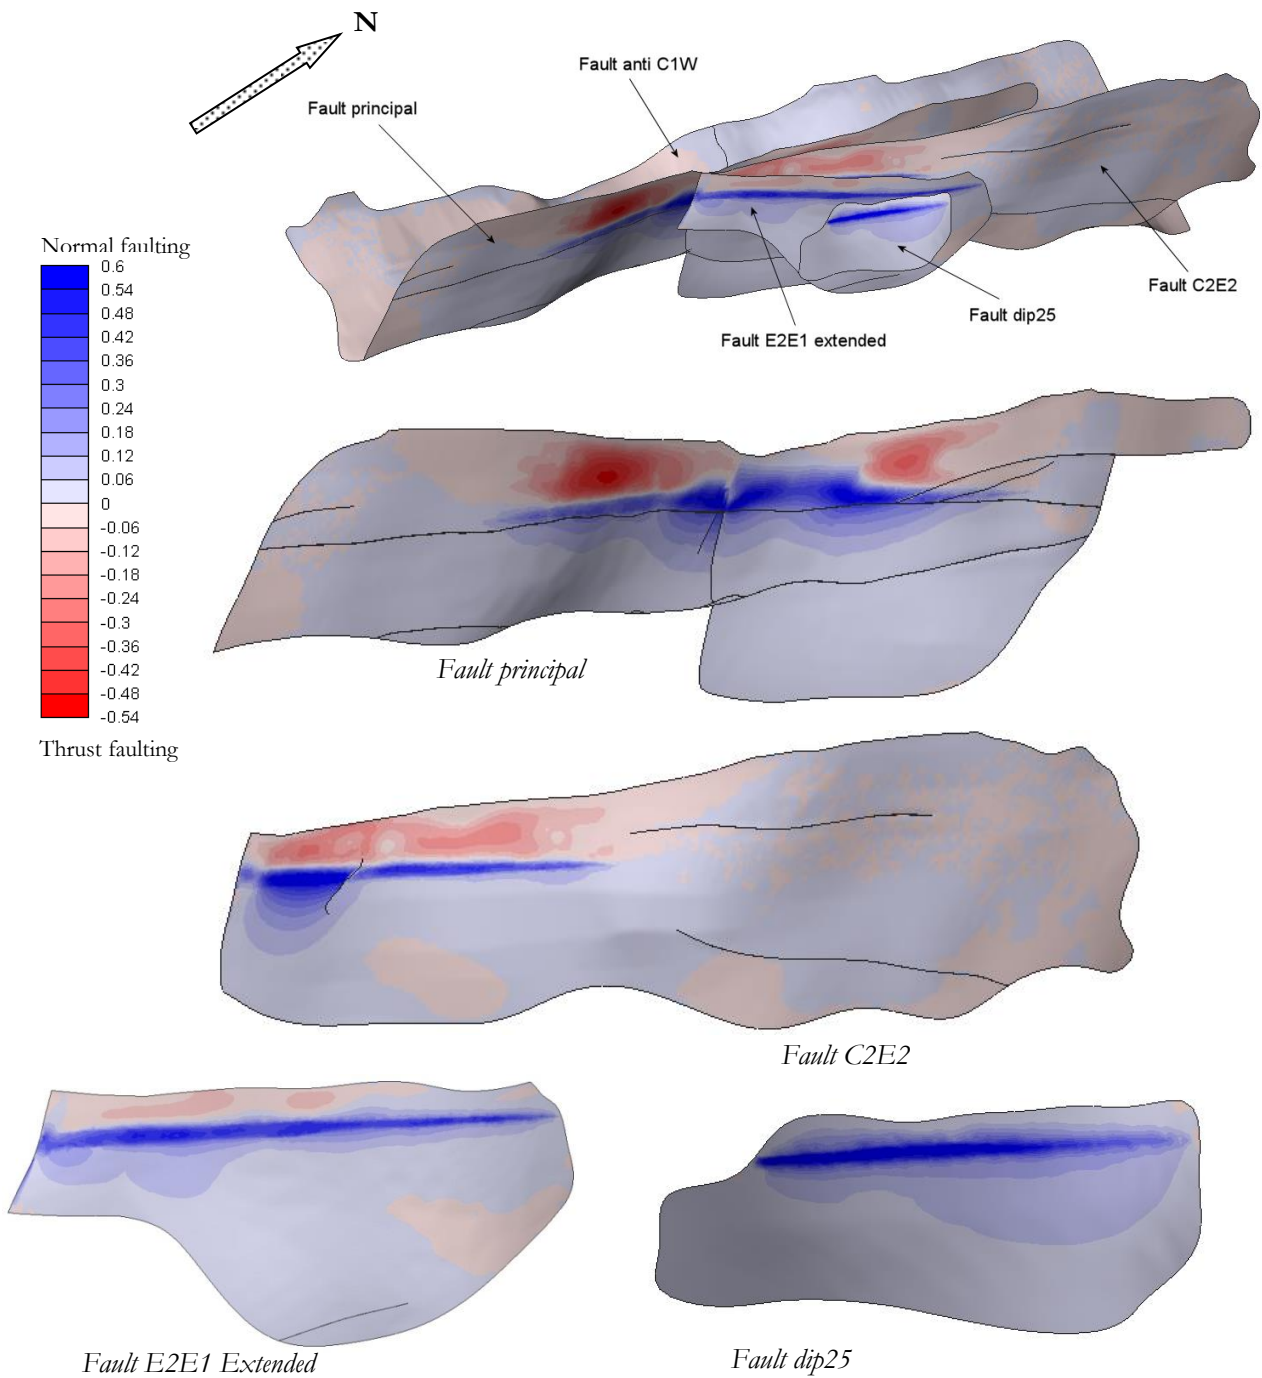 N
Fault anti C1W
Fault principal
Normal faulting
0.6
0.54
0.48
0.42
0.36
0.3
0.24
0.18
0.12
0.06
0
-0.06
-0.12
-0.18
-0.24
-0.3
-0.36
-0.42
-0.48
-0.54
Thrust faulting
Fault C2E2
Fault dip25
Fault E2E1 extended
Fault principal
Fault C2E2
Fault E2E1 Extended
Fault dip25